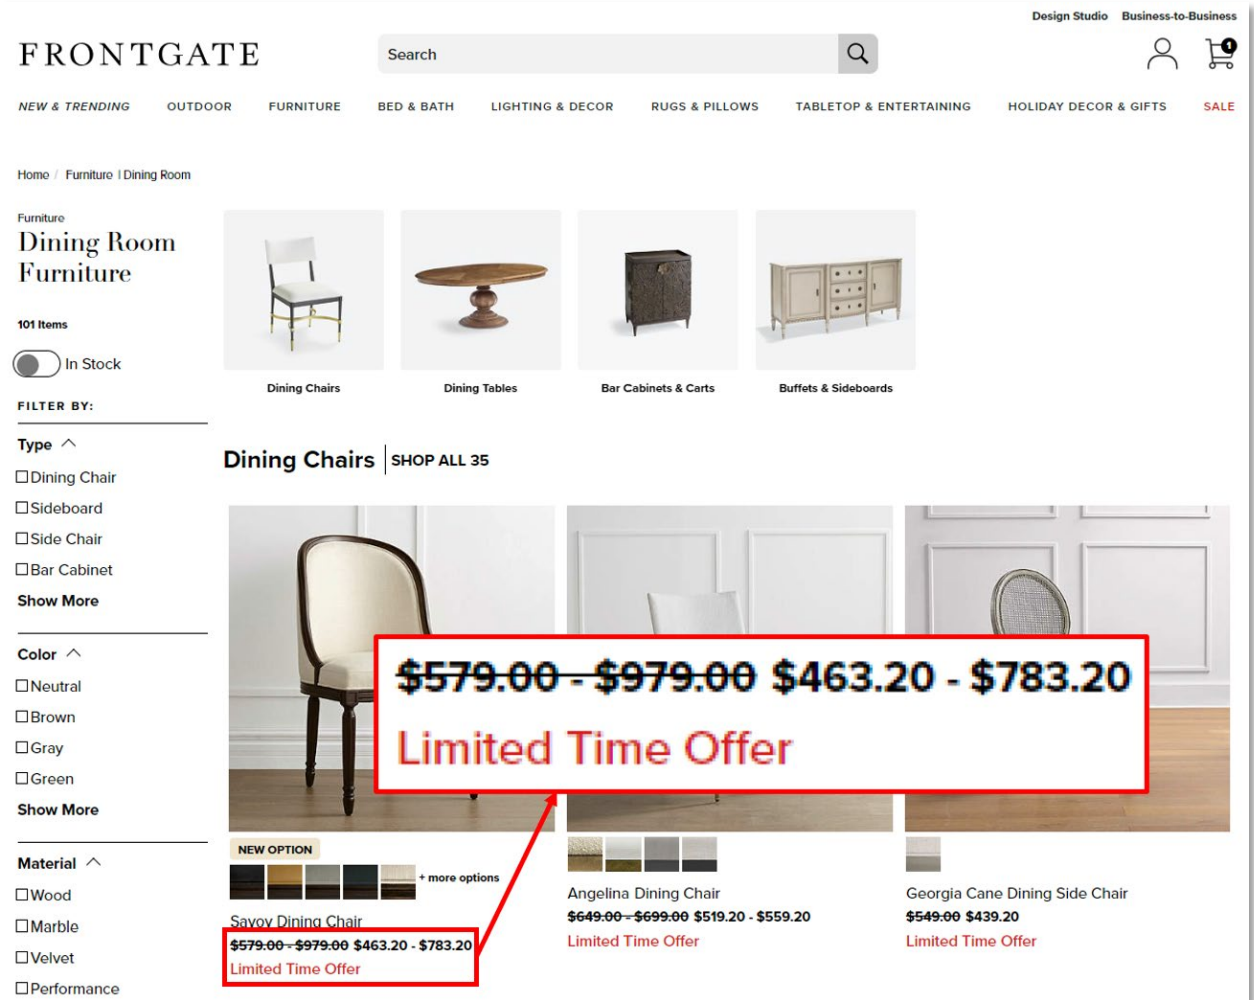 Design Studio Business-to-Business
FRONTGATE
Search
1
NEW & TRENDING OUTDOOR FURNITURE BED & BATH LIGHTING & DECOR RUGS & PILLOWS TABLETOP & ENTERTAINING HOLIDAY DECOR & GIFTS SALE
Home / Furniture | Dining Room
Furniture
Dining Room
Furniture
101 Items
In Stock
FILTER BY:
Type
Dining Chair
Sideboard
Side Chair
Bar Cabinet
Show More
Color
Neutral
Brown
Gray
Green
Show More
Material
Wood
Marble
Velvet
Performance
Dining Chairs
Dining Tables
Bar Cabinets & Carts
Buffets & Sideboards
Dining Chairs | SHOP ALL 35
$579.00 - $979.00 $463.20 - $783.20
Limited Time Offer
NEW OPTION
+ more options
Savoy Dining Chair
$579.00 - $979.00 $463.20 - $783.20
Limited Time Offer
Angelina Dining Chair
$649.00 - $699.00 $519.20 - $559.20
Limited Time Offer
Georgia Cane Dining Side Chair
$549.00 $439.20
Limited Time Offer